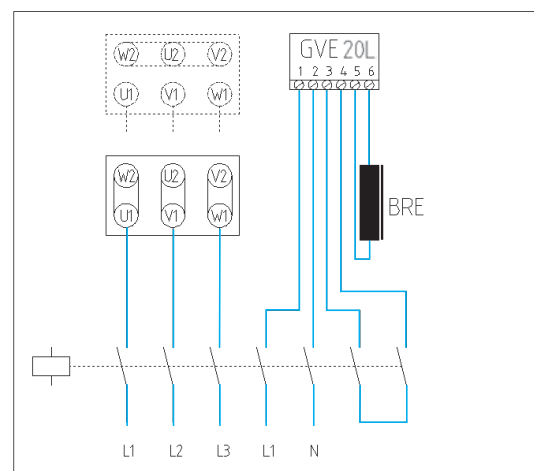 GVE 20L
1 2 3 4 5 6
W2 U2 V2
U1 V1 W1
W2 U2 V2
U1 V1 W1
BRE
L1 L2 L3 L1 N